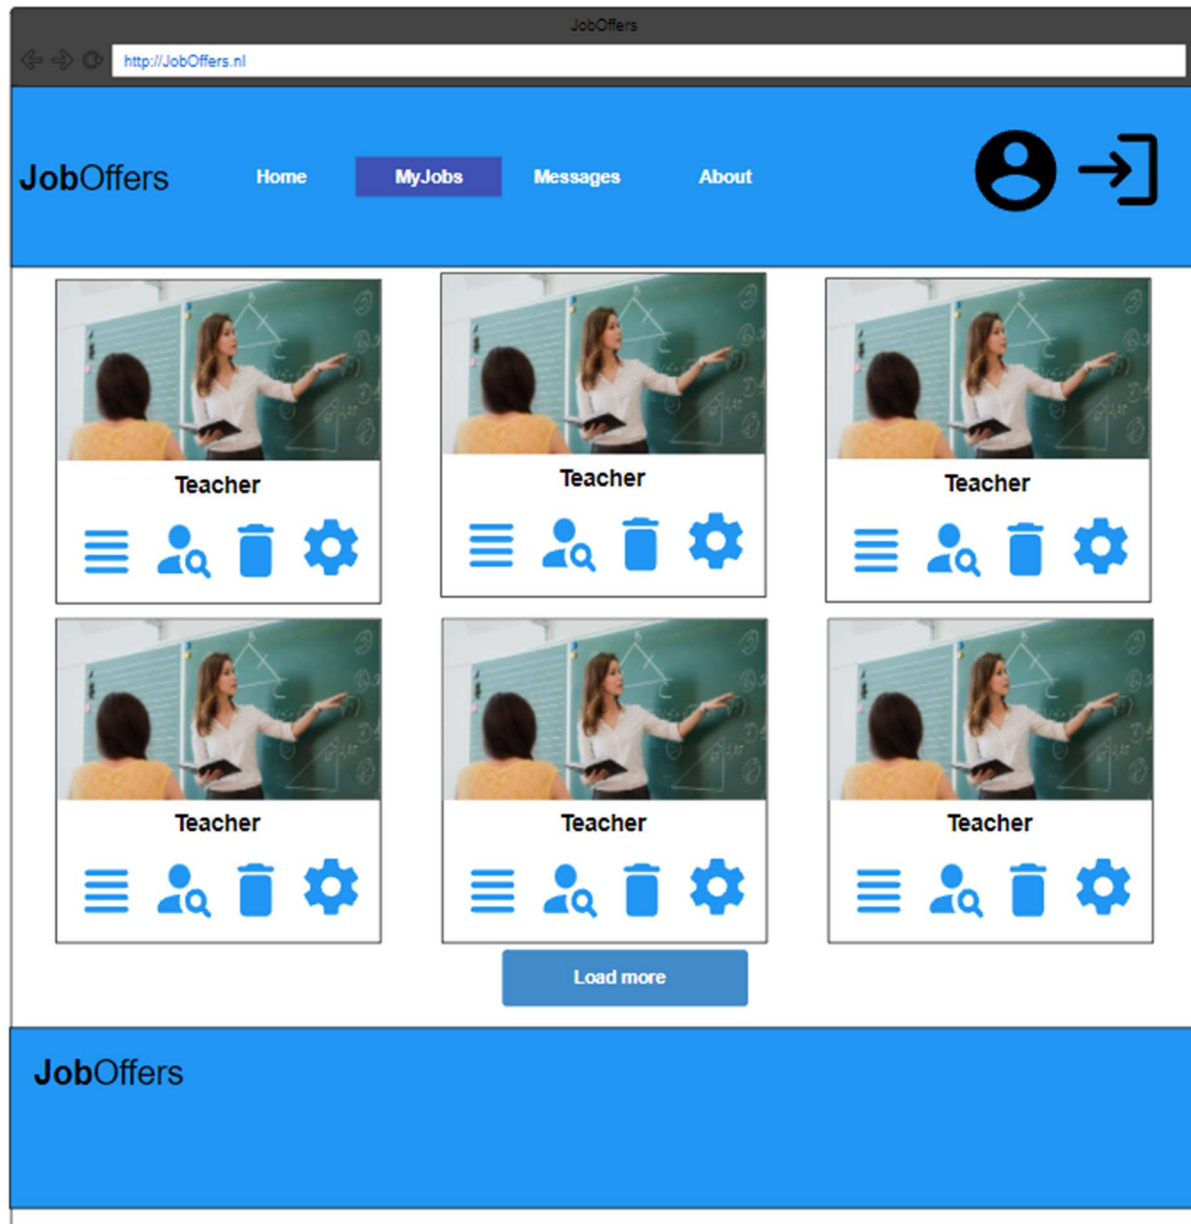 JobOffers
http://JobOffers.nl
JobOffers
Home
MyJobs
Messages
About
Teacher
Teacher
Teacher
Teacher
Teacher
Teacher
Load more
JobOffers